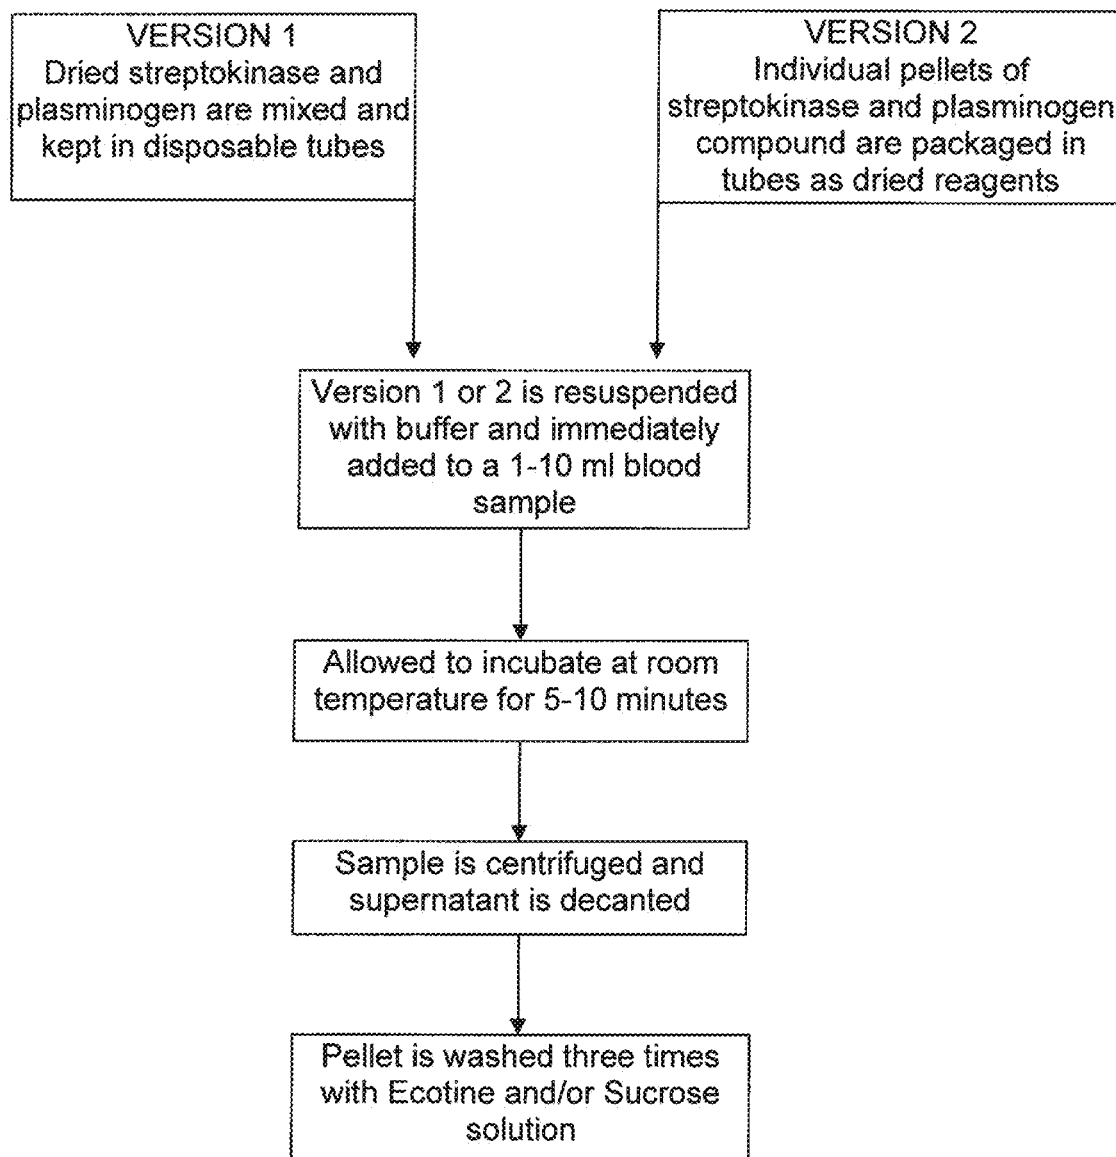 VERSION 1
Dried streptokinase and
plasminogen are mixed and
kept in disposable tubes
VERSION 2
Individual pellets of
streptokinase and plasminogen
compound are packaged in
tubes as dried reagents
Version 1 or 2 is resuspended
with buffer and immediately
added to a 1-10 ml blood
sample
Allowed to incubate at room
temperature for 5-10 minutes
Sample is centrifuged and
supernatant is decanted
Pellet is washed three times
with Ecotine and/or Sucrose
solution